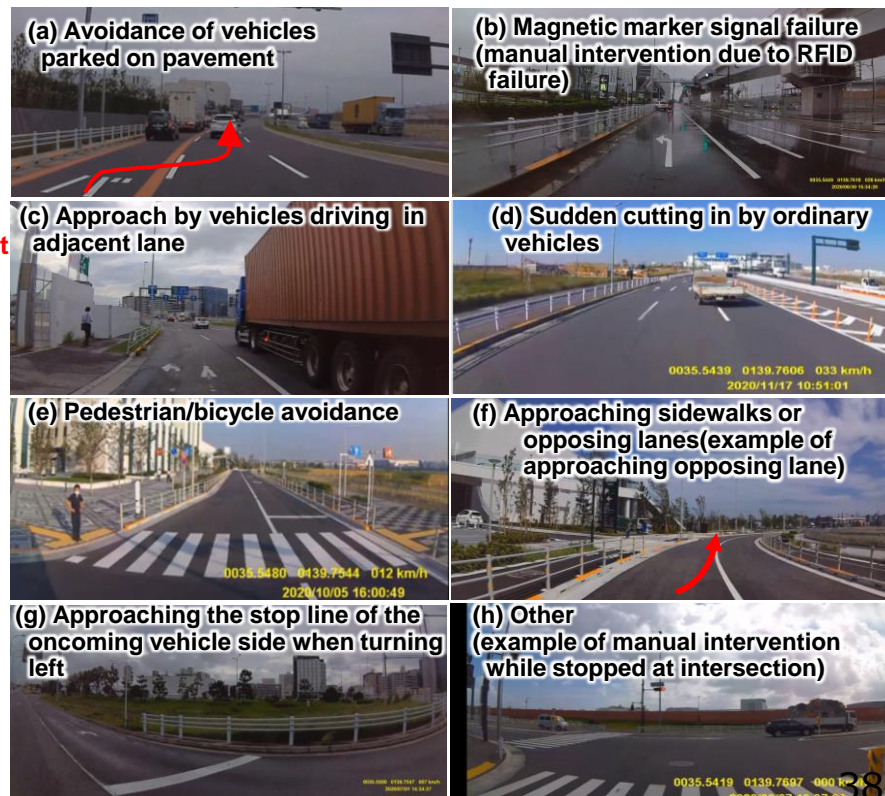 (a) Avoidance of vehicles
parked on pavement
(b) Magnetic marker signal failure
(manual intervention due to RFID
failure)
(c) Approach by vehicles driving in
adjacent lane
t
(d) Sudden cutting in by ordinary
vehicles
0035.5439 0139.7606 033 km/h
2020/11/17 10:51:01
(e) Pedestrian/bicycle avoidance
0035.5480 0139.7544 012 km/h
2020/10/05 16:00:49
(f) Approaching sidewalks or
opposing lanes(example of
approaching opposing lane)
(g) Approaching the stop line of the
oncoming vehicle side when turning
left
(h) Other
(example of manual intervention
while stopped at intersection)
0035.5419 0139.7697 000 km/h
38